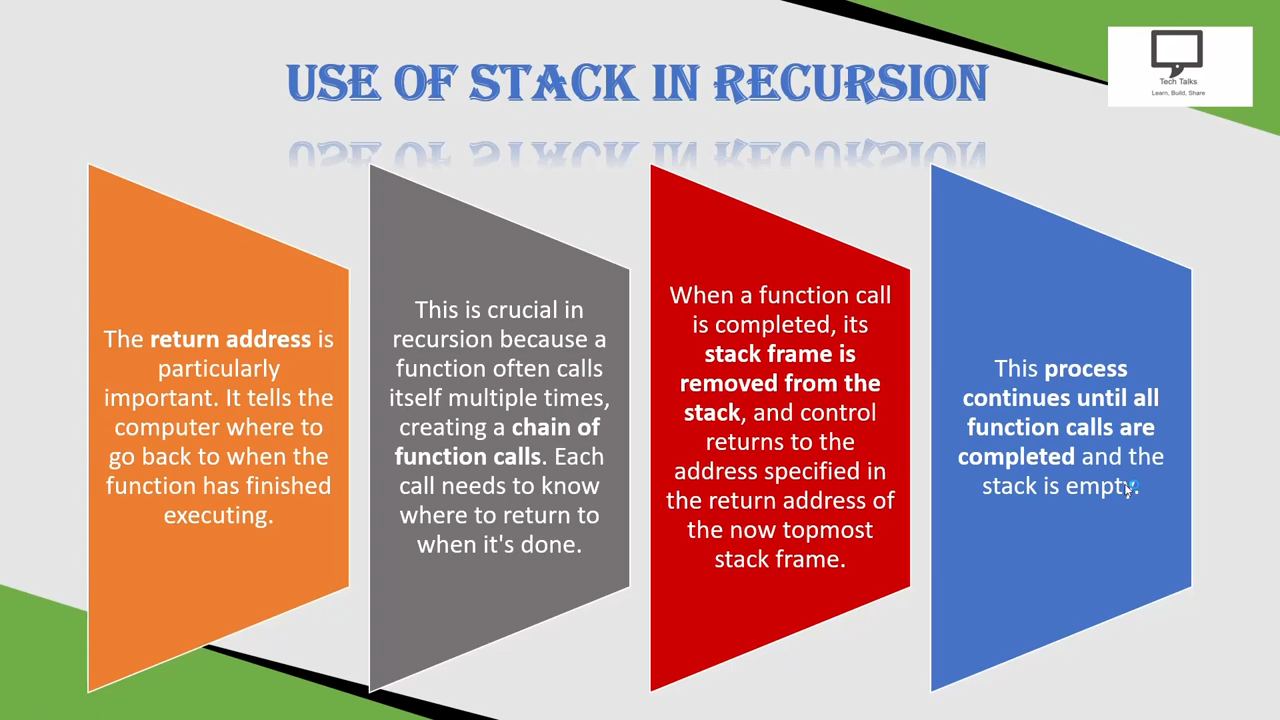 USE OF STACK IN RECURSION
Tech Talks
Learn, Build, Share
The return address is
particularly
important. It tells the
computer where to
go back to when the
function has finished
executing.
This is crucial in
recursion because a
function often calls
itself multiple times,
creating a chain of
function calls. Each
call needs to know
where to return to
when it's done.
When a function call
is completed, its
stack frame is
removed from the
stack, and control
returns to the
address specified in
the return address of
the now topmost
stack frame.
This process
continues until all
function calls are
completed and the
stack is empty.